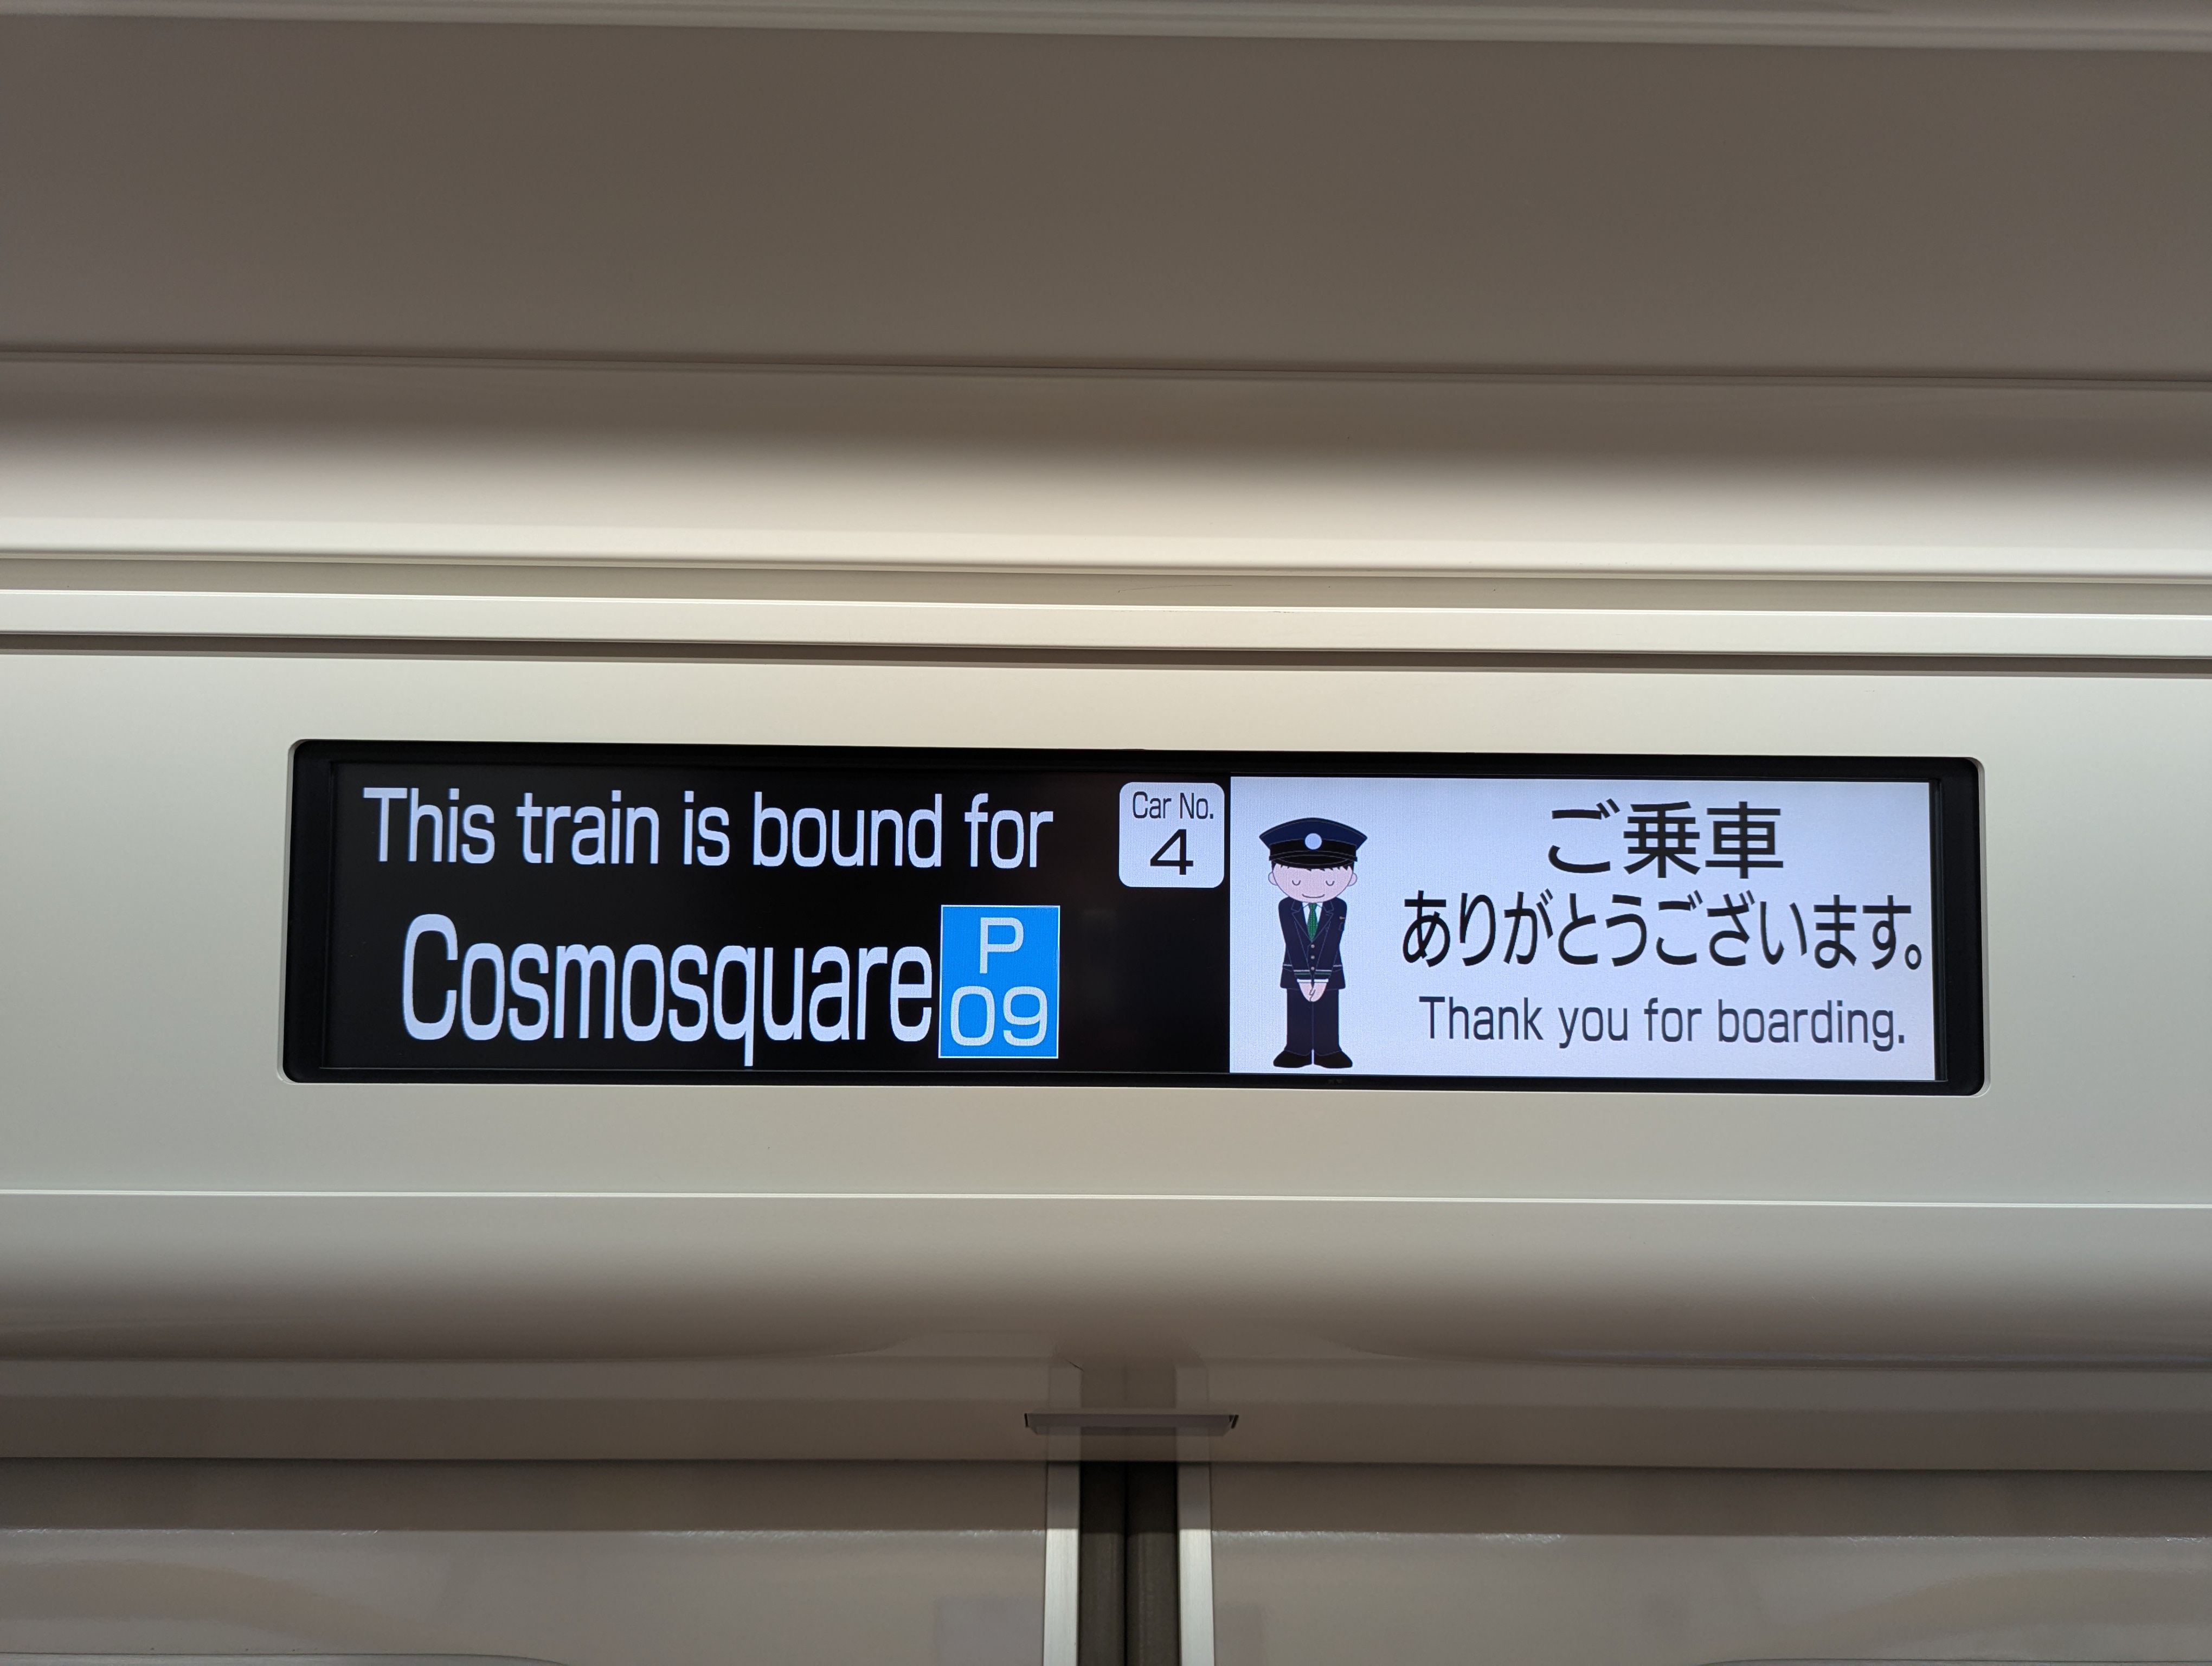 This train is bound for
Cosmosquare
P
09
Car No.
4
ご乗車
ありがとうございます。
Thank you for boarding.